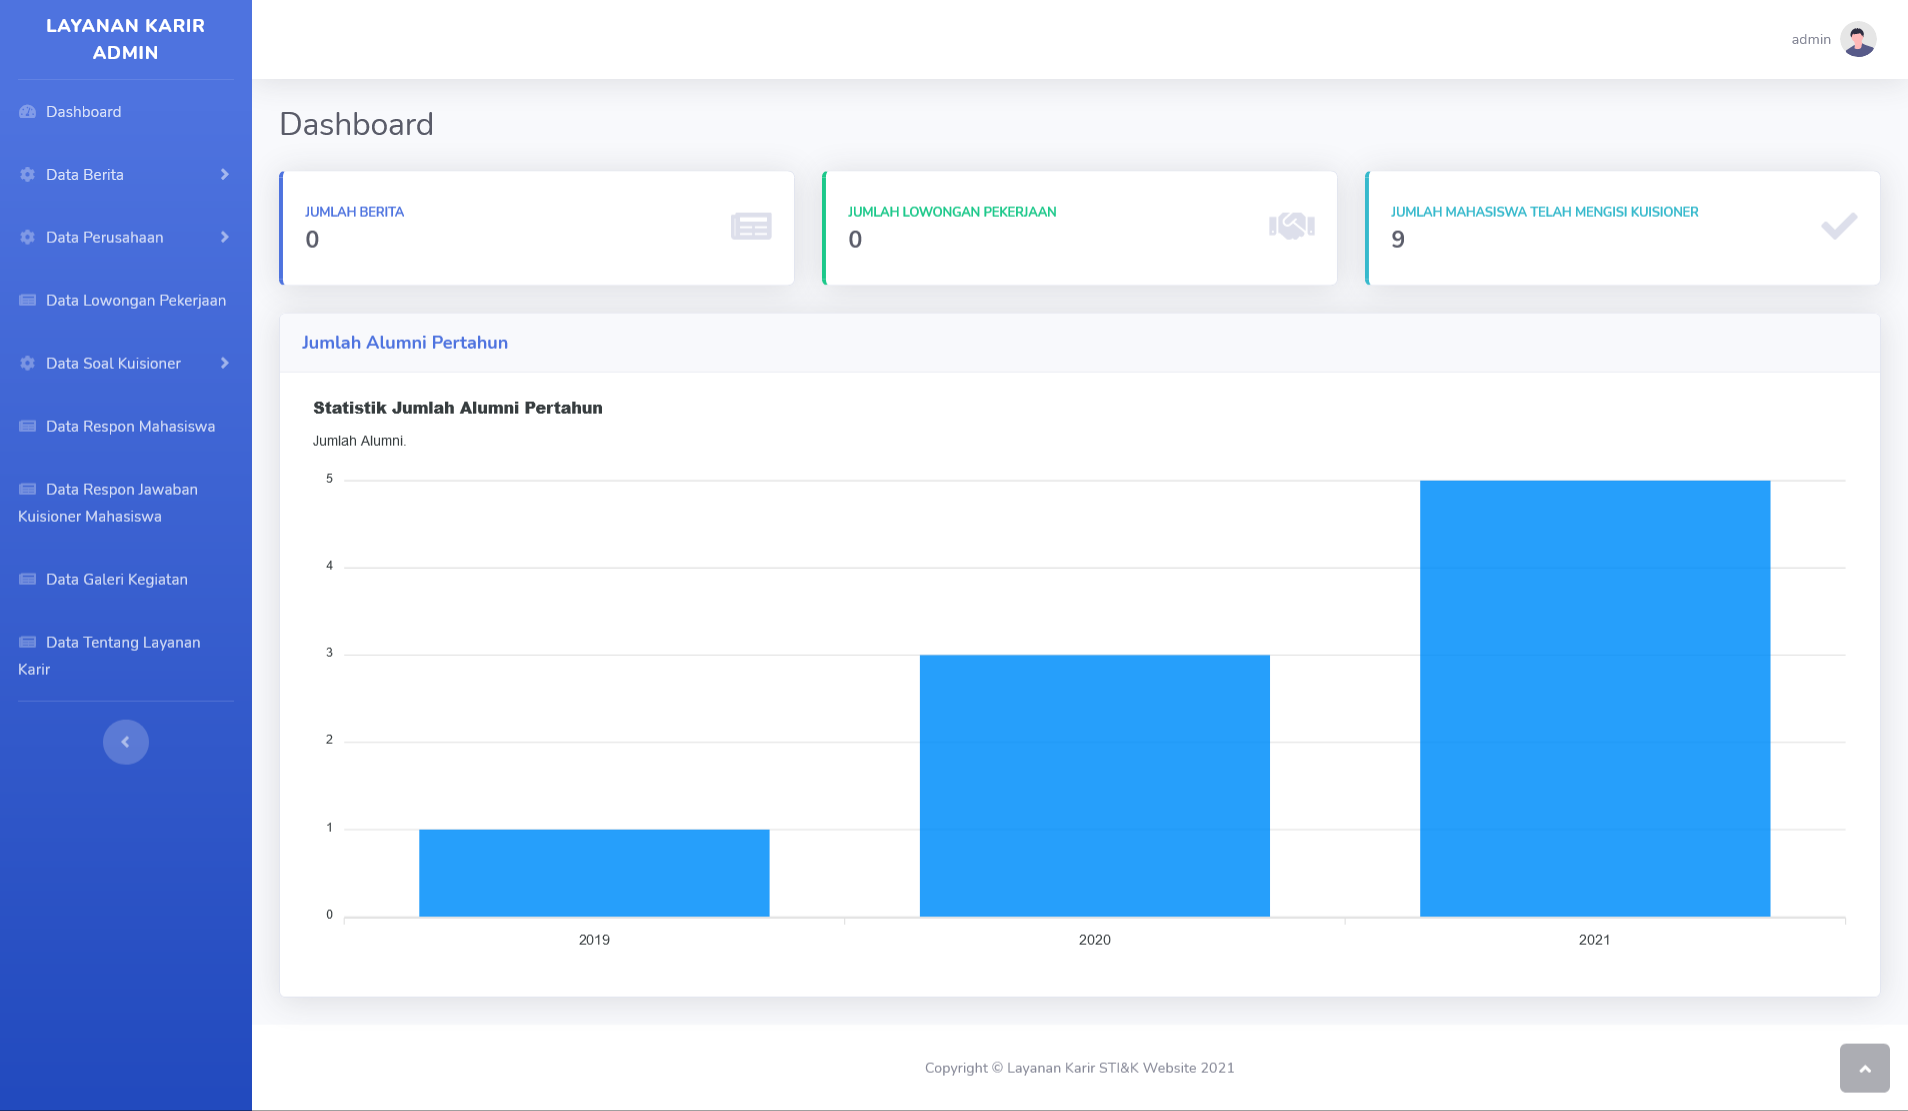 LAYANAN KARIR
ADMIN
Dashboard
Data Berita
Data Perusahaan
Data Lowongan Pekerjaan
Data Soal Kuisioner
Data Respon Mahasiswa
Data Respon Jawaban
Kuisioner Mahasiswa
Data Galeri Kegiatan
Data Tentang Layanan
Karir
admin
Dashboard
JUMLAH BERITA
0
JUMLAH LOWONGAN PEKERJAAN
0
JUMLAH MAHASISWA TELAH MENGISI KUISIONER
9
Jumlah Alumni Pertahun
Statistik Jumlah Alumni Pertahun
Jumlah Alumni.
5
4
3
2
1
0
2019 2020 2021
Copyright © Layanan Karir STI&K Website 2021